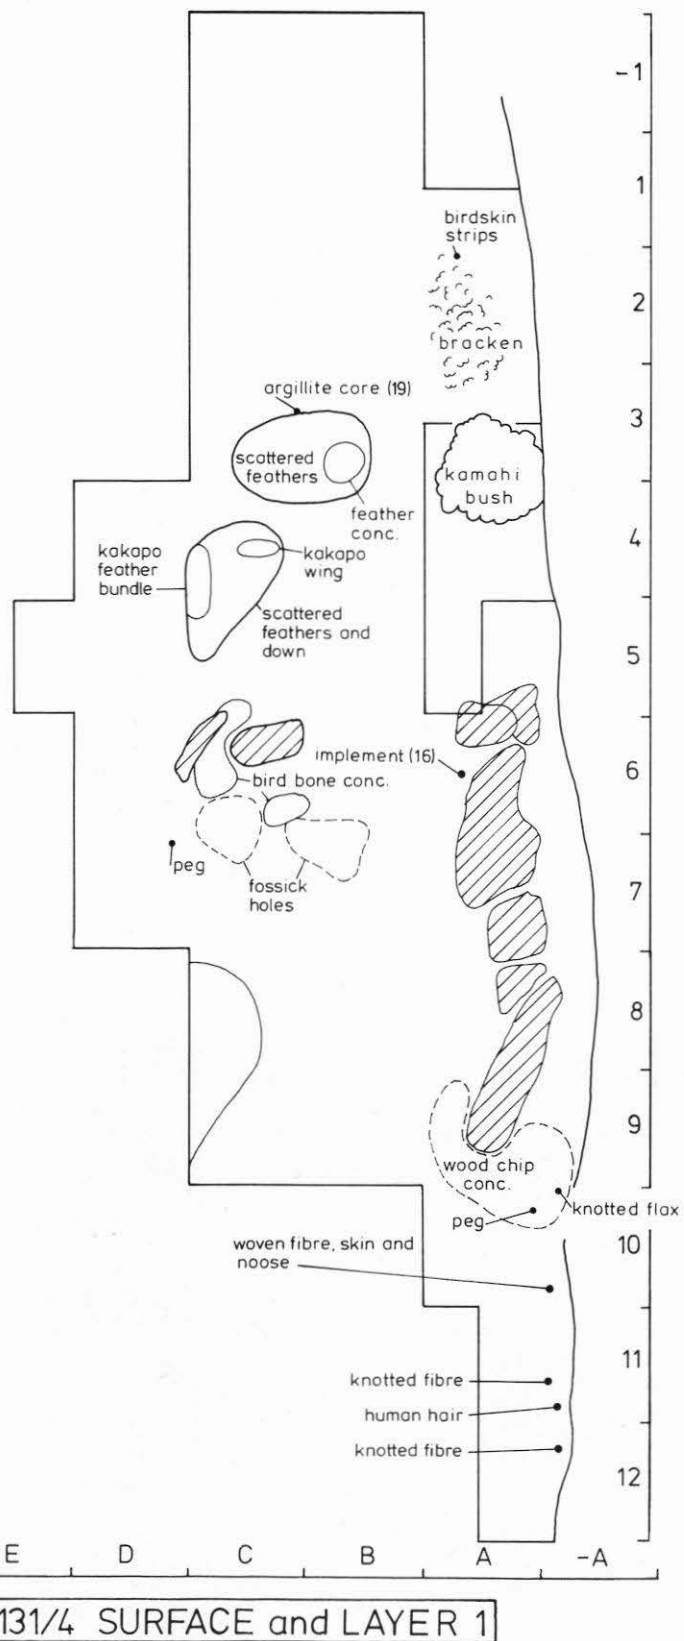 -1
1
birdskin
strips
2
bracken
argillite core (19)
3
scattered
feathers
kamahi
bush
feather
conc.
4
kakapo
feather
bundle
kakapo
wing
scattered
feathers and
down
5
implement (16)
6
bird bone conc.
peg
fossick
holes
7
8
9
wood chip
conc.
knotted flax
peg
10
woven fibre, skin and
noose
11
knotted fibre
human hair
knotted fibre
12
E D C B A -A
131/4 SURFACE and LAYER 1